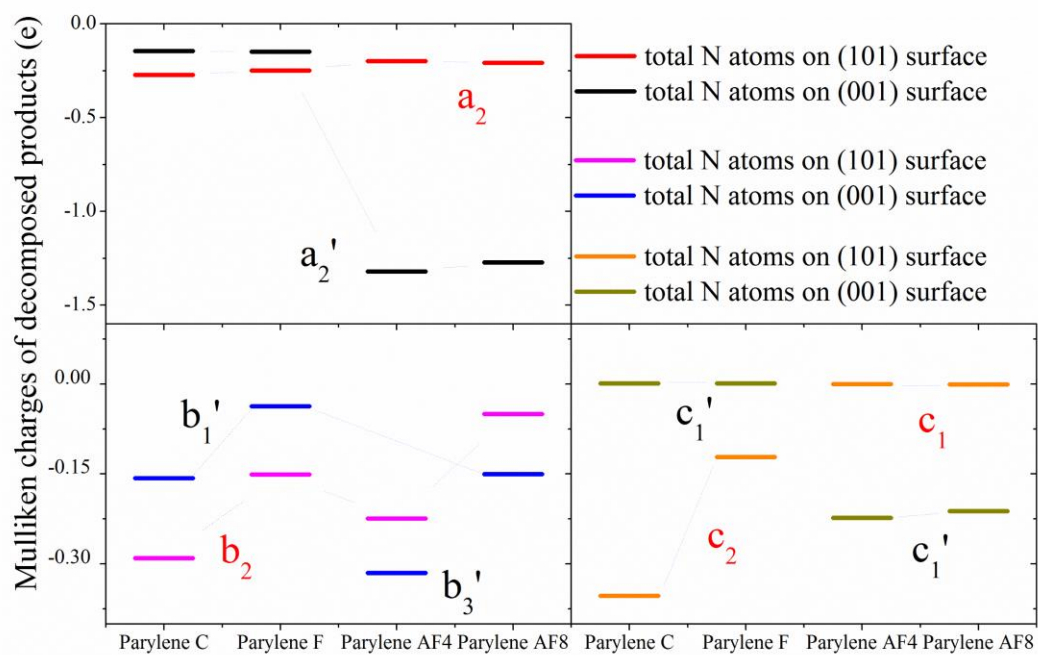 Mulliken charges of decomposed products (e)
0.0
-0.5
-1.0
-1.5
a2
a2'
total N atoms on (101) surface
total N atoms on (001) surface
total N atoms on (101) surface
total N atoms on (001) surface
total N atoms on (101) surface
total N atoms on (001) surface
0.00
-0.15
-0.30
b1'
b2
b3'
c1'
c1
c2
c1'
Parylene C Parylene F Parylene AF4 Parylene AF8
Parylene C Parylene F Parylene AF4 Parylene AF8